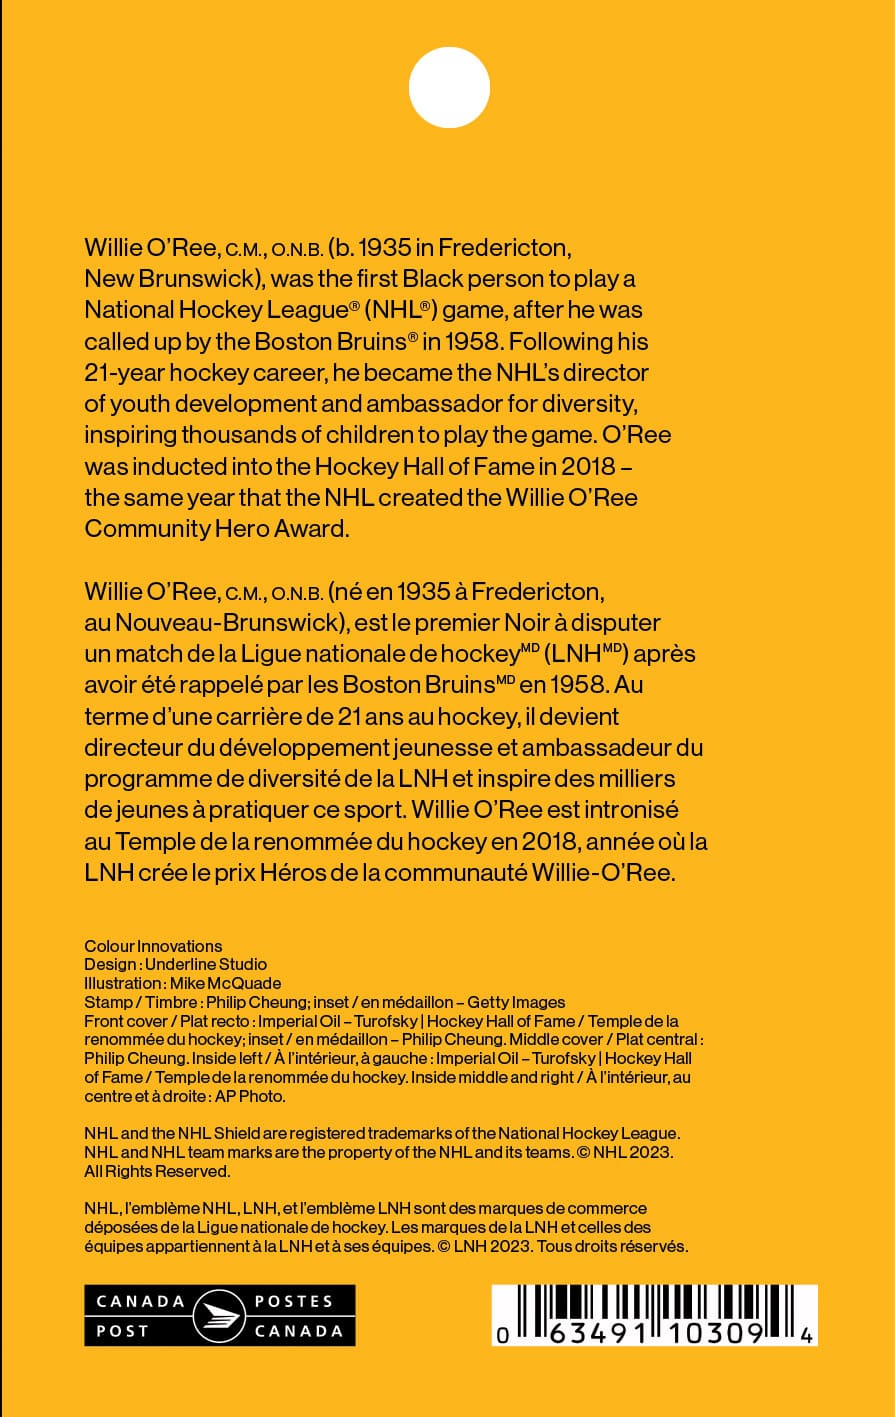 Willie O’Ree, C.M., O.N.B. (b. 1935 in Fredericton,
New Brunswick), was the first Black person to play a
National Hockey League® (NHL®) game, after he was
called up by the Boston Bruins® in 1958. Following his
21-year hockey career, he became the NHL’s director
of youth development and ambassador for diversity,
inspiring thousands of children to play the game. O’Ree
was inducted into the Hockey Hall of Fame in 2018 –
the same year that the NHL created the Willie O’Ree
Community Hero Award.
Willie O’Ree, C.M., O.N.B. (né en 1935 à Fredericton,
au Nouveau-Brunswick), est le premier Noir à disputer
un match de la Ligue nationale de hockeyMD (LNHMD) après
avoir été rappelé par les Boston BruinsMD en 1958. Au
terme d’une carrière de 21 ans au hockey, il devient
directeur du développement jeunesse et ambassadeur du
programme de diversité de la LNH et inspire des milliers
de jeunes à pratiquer ce sport. Willie O’Ree est intronisé
au Temple de la renommée du hockey en 2018, année où la
LNH crée le prix Héros de la communauté Willie-O’Ree.
Colour Innovations
Design : Underline Studio
Illustration : Mike McQuade
Stamp / Timbre : Philip Cheung; inset / en médaillon – Getty Images
Front cover / Plat recto : Imperial Oil – Turofsky | Hockey Hall of Fame / Temple de la
renommée du hockey; inset / en médaillon – Philip Cheung. Middle cover / Plat central :
Philip Cheung. Inside left / À l’intérieur, à gauche : Imperial Oil – Turofsky | Hockey Hall
of Fame / Temple de la renommée du hockey. Inside middle and right / À l’intérieur, au
centre et à droite : AP Photo.
NHL and the NHL Shield are registered trademarks of the National Hockey League.
NHL and NHL team marks are the property of the NHL and its teams. © NHL 2023.
All Rights Reserved.
NHL, l’emblème NHL, LNH, et l’emblème LNH sont des marques de commerce
déposées de la Ligue nationale de hockey. Les marques de la LNH et celles des
équipes appartiennent à la LNH et à ses équipes. © LNH 2023. Tous droits réservés.
CANADA POSTES
POST CANADA
0 63491 10309 4